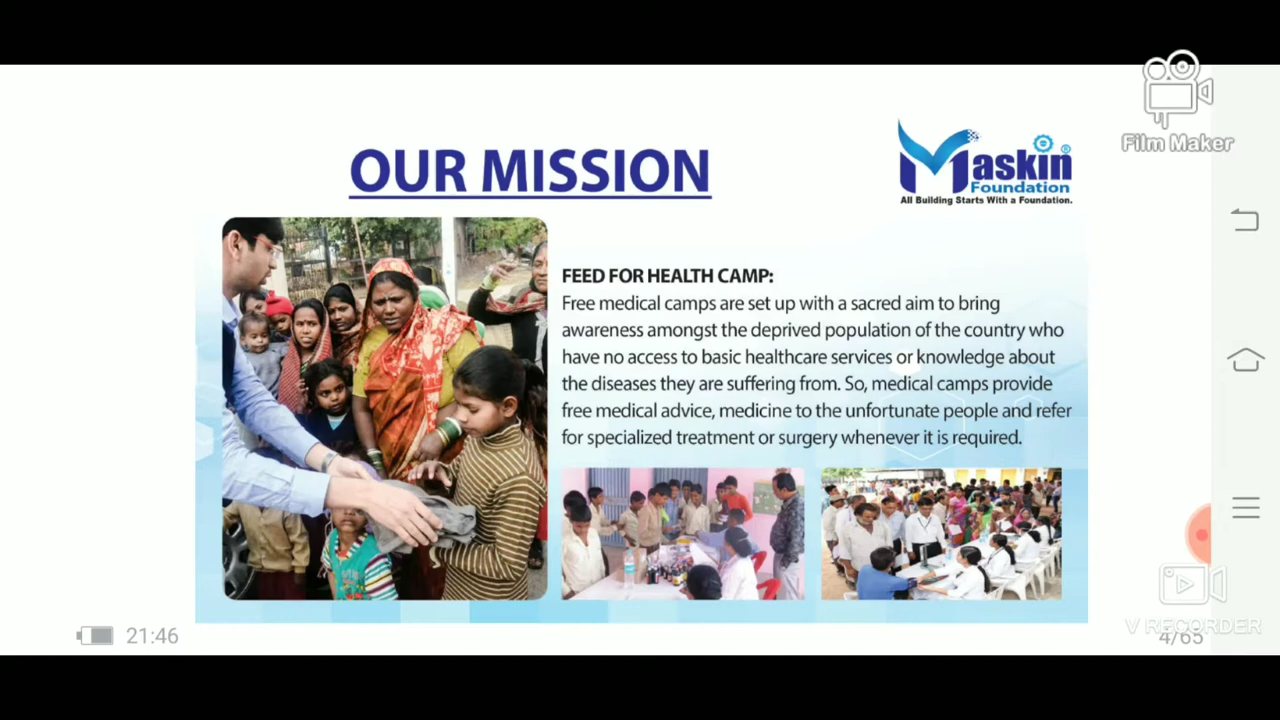 Film Maker
OUR MISSION
Maskin®
Foundation
All Building Starts With a Foundation.
FEED FOR HEALTH CAMP:
Free medical camps are set up with a sacred aim to bring
awareness amongst the deprived population of the country who
have no access to basic healthcare services or knowledge about
the diseases they are suffering from. So, medical camps provide
free medical advice, medicine to the unfortunate people and refer
for specialized treatment or surgery whenever it is required.
21:46
V RECORDER
4/65